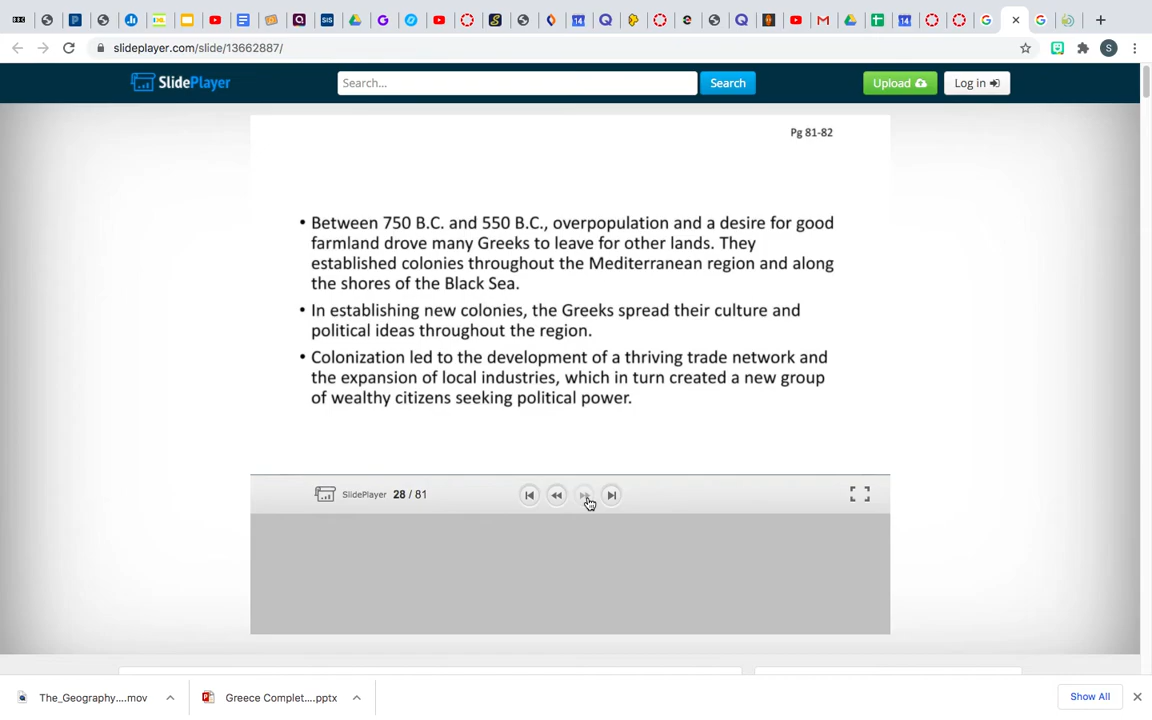 slideplayer.com/slide/13662887/
S
SlidePlayer
Search...
Search
Upload
Log in
Pg 81-82
• Between 750 B.C. and 550 B.C., overpopulation and a desire for good
farmland drove many Greeks to leave for other lands. They
established colonies throughout the Mediterranean region and along
the shores of the Black Sea.
• In establishing new colonies, the Greeks spread their culture and
political ideas throughout the region.
• Colonization led to the development of a thriving trade network and
the expansion of local industries, which in turn created a new group
of wealthy citizens seeking political power.
SlidePlayer 28 / 81
The_Geography....mov
Greece Complet....pptx
Show All